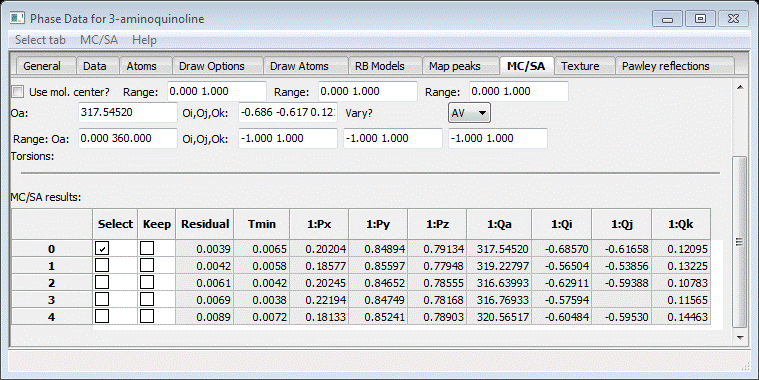 Phase Data for 3-aminoquinoline
Select tab MC/SA Help
General Data Atoms Draw Options Draw Atoms RB Models Map peaks MC/SA Texture Pawley reflections
Use mol. center? Range: 0.000 1.000 Range: 0.000 1.000 Range: 0.000 1.000
Oa: 317.54520 Oi,Oj,Ok: -0.686 -0.617 0.121 Vary? AV
Range: Oa: 0.000 360.000 Oi,Oj,Ok: -1.000 1.000 -1.000 1.000 -1.000 1.000
Torsions:
MC/SA results:
Select Keep Residual Tmin 1:Px 1:Py 1:Pz 1:Qa 1:Qi 1:Qj 1:Qk
0 0.0039 0.0065 0.20204 0.84894 0.79134 317.54520 -0.68570 -0.61658 0.12095
1 0.0042 0.0058 0.18577 0.85597 0.77948 319.22797 -0.56504 -0.53856 0.13225
2 0.0061 0.0042 0.20245 0.84652 0.78555 316.63993 -0.62911 -0.59388 0.10783
3 0.0069 0.0038 0.22194 0.84749 0.78168 316.76933 -0.57594 0.11565
4 0.0089 0.0072 0.18133 0.85241 0.78903 320.56517 -0.60484 -0.59530 0.14463